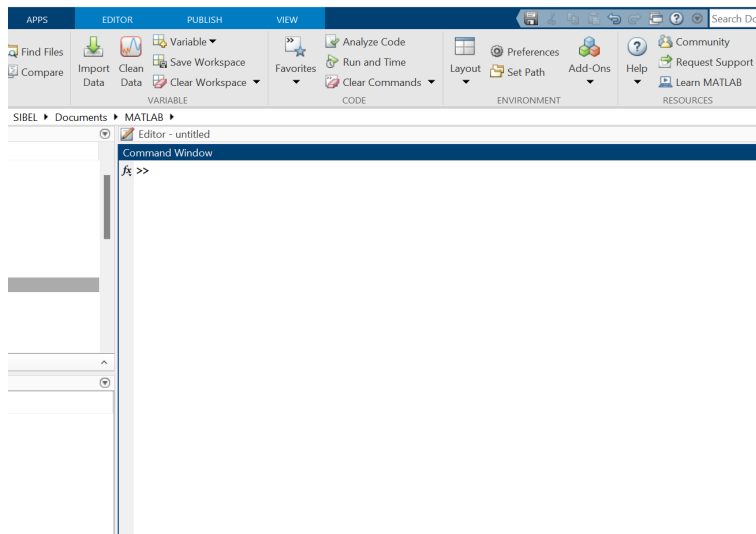 APPS EDITOR PUBLISH VIEW Search Do
Find Files Variable Analyze Code Preferences Community
Compare Import Data Clean Data Save Workspace Favorites Run and Time Layout Set Path Add-Ons Help Request Support
Clear Workspace Clear Commands Learn MATLAB
VARIABLE CODE ENVIRONMENT RESOURCES
SIBEL Documents MATLAB
Editor - untitled
Command Window
fx >>